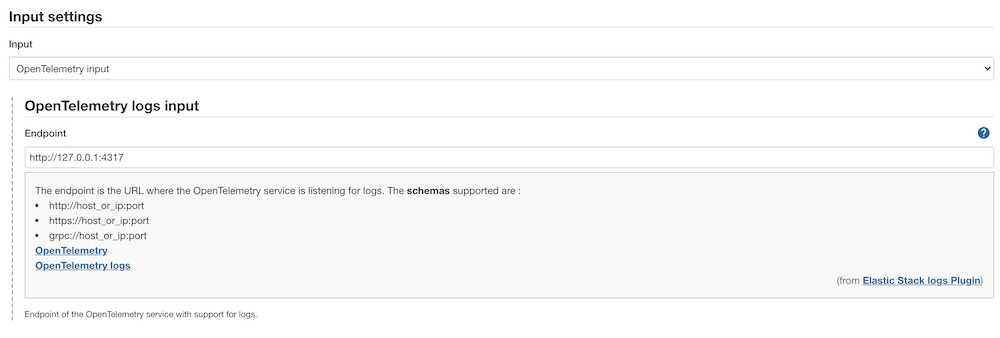 Input settings
Input
OpenTelemetry input
OpenTelemetry logs input
Endpoint
?
http://127.0.0.1:4317
The endpoint is the URL where the OpenTelemetry service is listening for logs. The schemas supported are :
• http://host_or_ip:port
• https://host_or_ip:port
• grpc://host_or_ip:port
OpenTelemetry
OpenTelemetry logs
(from Elastic Stack logs Plugin)
Endpoint of the OpenTelemetry service with support for logs.